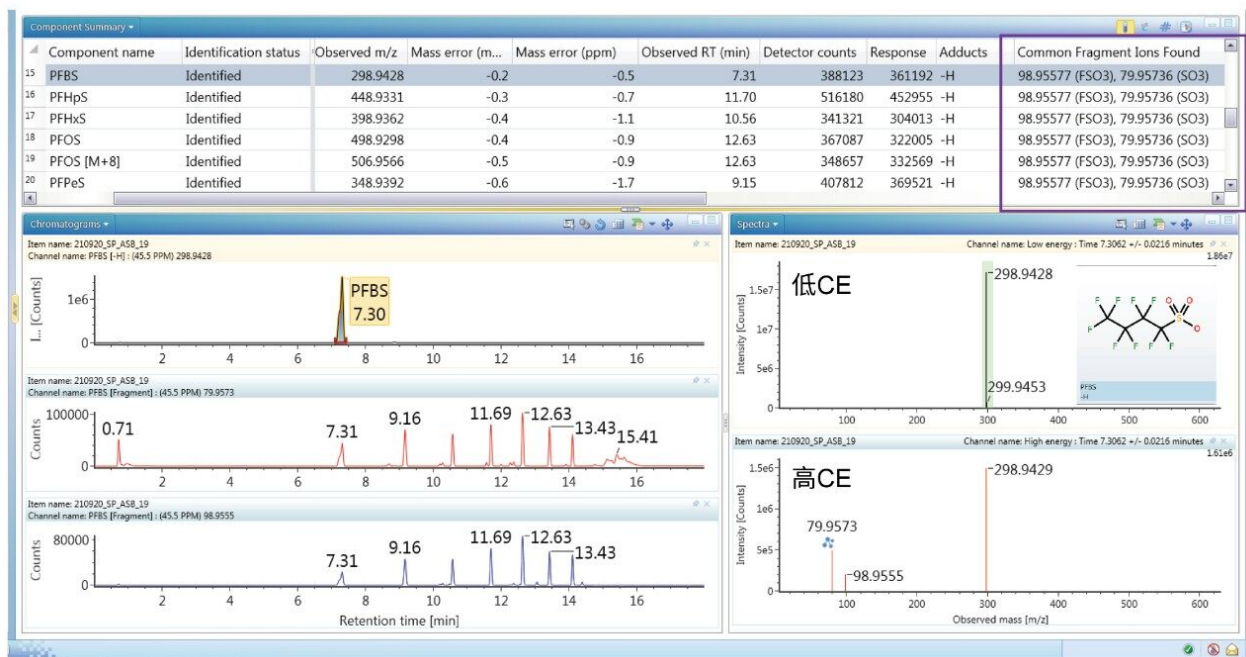 Component Summary
Component name Identification status Observed m/z Mass error (m... Mass error (ppm) Observed RT (min) Detector counts Response Adducts Common Fragment Ions Found
15 PFBS Identified 298.9428 -0.2 -0.5 7.31 388123 361192 -H 98.95577 (FSO3), 79.95736 (SO3)
16 PFHpS Identified 448.9331 -0.3 -0.7 11.70 516180 452955 -H 98.95577 (FSO3), 79.95736 (SO3)
17 PFHxS Identified 398.9362 -0.4 -1.1 10.56 341321 304013 -H 98.95577 (FSO3), 79.95736 (SO3)
18 PFOS Identified 498.9298 -0.4 -0.9 12.63 367087 322005 -H 98.95577 (FSO3), 79.95736 (SO3)
19 PFOS [M+8] Identified 506.9566 -0.5 -0.9 12.63 348657 332569 -H 98.95577 (FSO3), 79.95736 (SO3)
20 PFPeS Identified 348.9392 -0.6 -1.7 9.15 407812 369521 -H 98.95577 (FSO3), 79.95736 (SO3)
Chromatograms
Item name: 210920_SP_ASB_19
Channel name: PFBS [-H] : (45.5 PPM) 298.9428
I... [Counts]
1e6
0
PFBS
7.30
2 4 6 8 10 12 14 16
Item name: 210920_SP_ASB_19
Channel name: PFBS [Fragment] : (45.5 PPM) 79.9573
Counts
100000
0
0.71 7.31 9.16 11.69 12.63 13.43 15.41
2 4 6 8 10 12 14 16
Item name: 210920_SP_ASB_19
Channel name: PFBS [Fragment] : (45.5 PPM) 98.9555
Counts
80000
0
7.31 9.16 11.69 12.63 13.43
2 4 6 8 10 12 14 16
Retention time [min]
Spectra
Item name: 210920_SP_ASB_19 Channel name: Low energy : Time 7.3062 +/- 0.0216 minutes
1.86e7
Intensity [Counts]
1.5e7
1e7
5e6
0
低CE
298.9428
299.9453
F F F F O O
F S O
F F F F
PFBS
-H
100 200 300 400 500 600
Item name: 210920_SP_ASB_19 Channel name: High energy : Time 7.3062 +/- 0.0216 minutes
1.61e6
Intensity [Counts]
1.5e6
1e6
5e5
0
高CE
298.9429
79.9573
98.9555
100 200 300 400 500 600
Observed mass [m/z]